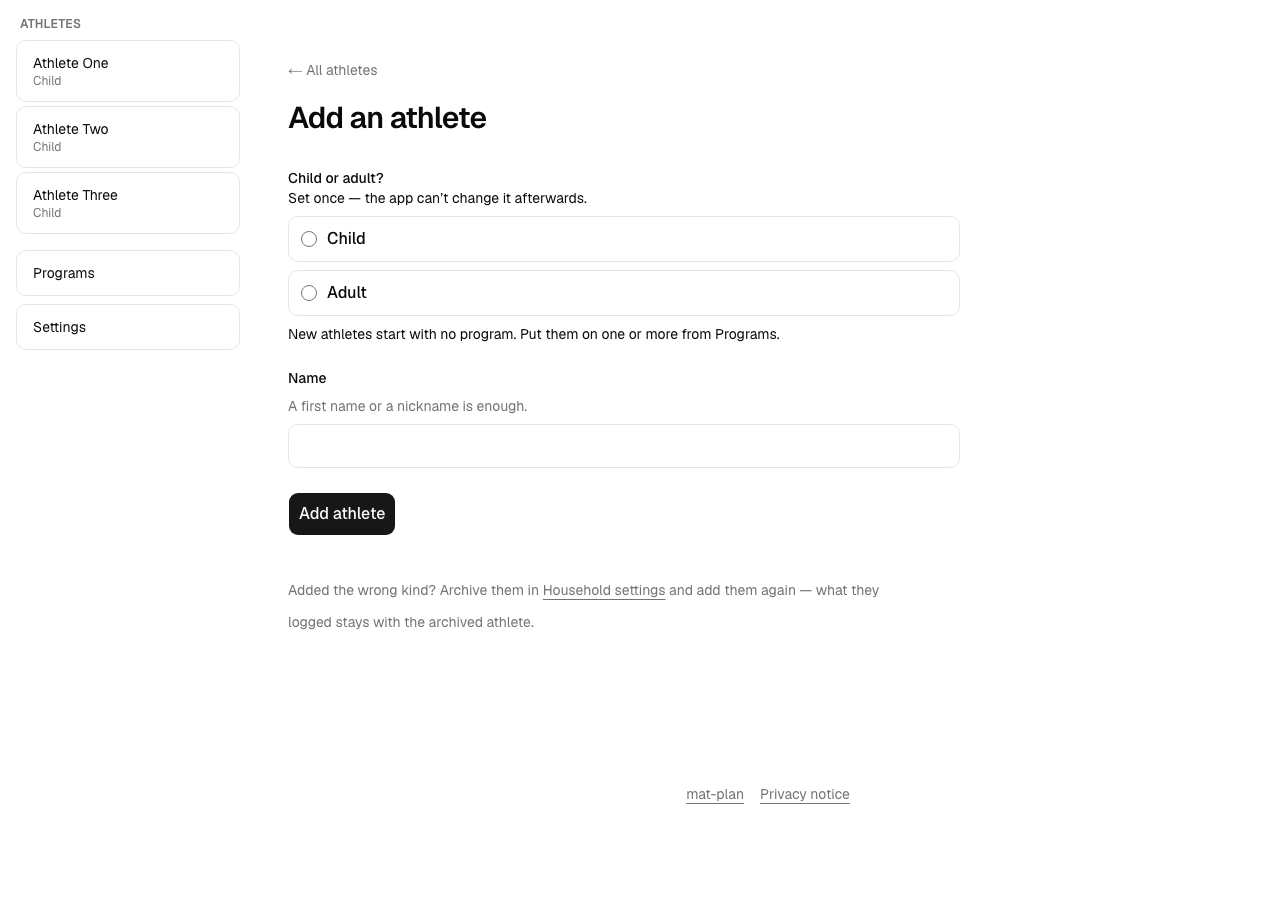 ATHLETES
Athlete One
Child
Athlete Two
Child
Athlete Three
Child
Programs
Settings
← All athletes
Add an athlete
Child or adult?
Set once — the app can’t change it afterwards.
Child
Adult
New athletes start with no program. Put them on one or more from Programs.
Name
A first name or a nickname is enough.
Add athlete
Added the wrong kind? Archive them in Household settings and add them again — what they
logged stays with the archived athlete.
mat-plan Privacy notice